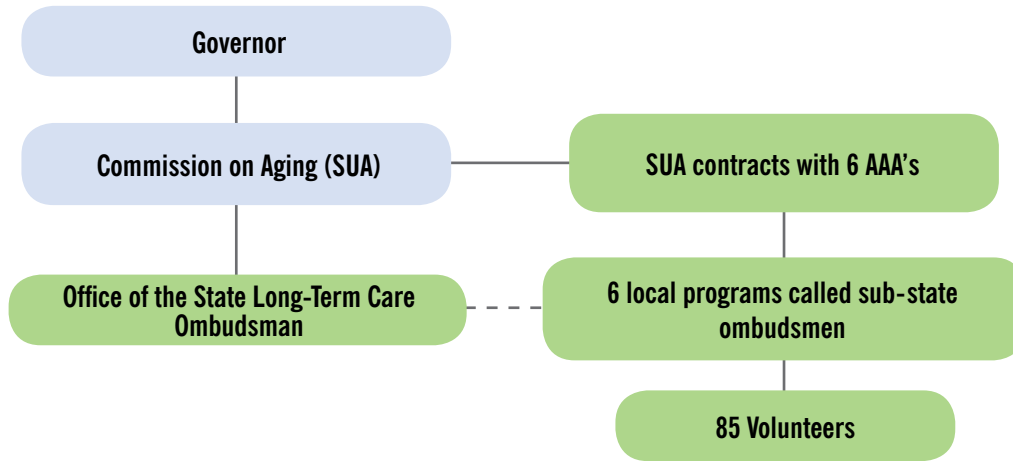 Governor
Commission on Aging (SUA)
SUA contracts with 6 AAA's
Office of the State Long-Term Care
Ombudsman
6 local programs called sub-state
ombudsmen
85 Volunteers